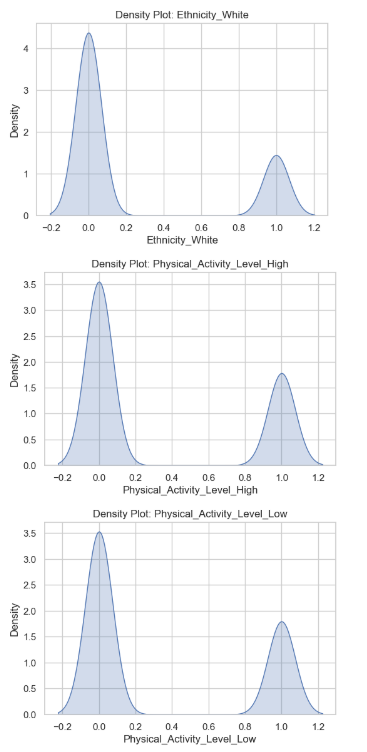 Density Plot: Ethnicity_White
4
3
2
1
0
Density
−0.2 0.0 0.2 0.4 0.6 0.8 1.0 1.2
Ethnicity_White
Density Plot: Physical_Activity_Level_High
3.5
3.0
2.5
2.0
1.5
1.0
0.5
0.0
Density
−0.2 0.0 0.2 0.4 0.6 0.8 1.0 1.2
Physical_Activity_Level_High
Density Plot: Physical_Activity_Level_Low
3.5
3.0
2.5
2.0
1.5
1.0
0.5
0.0
Density
−0.2 0.0 0.2 0.4 0.6 0.8 1.0 1.2
Physical_Activity_Level_Low